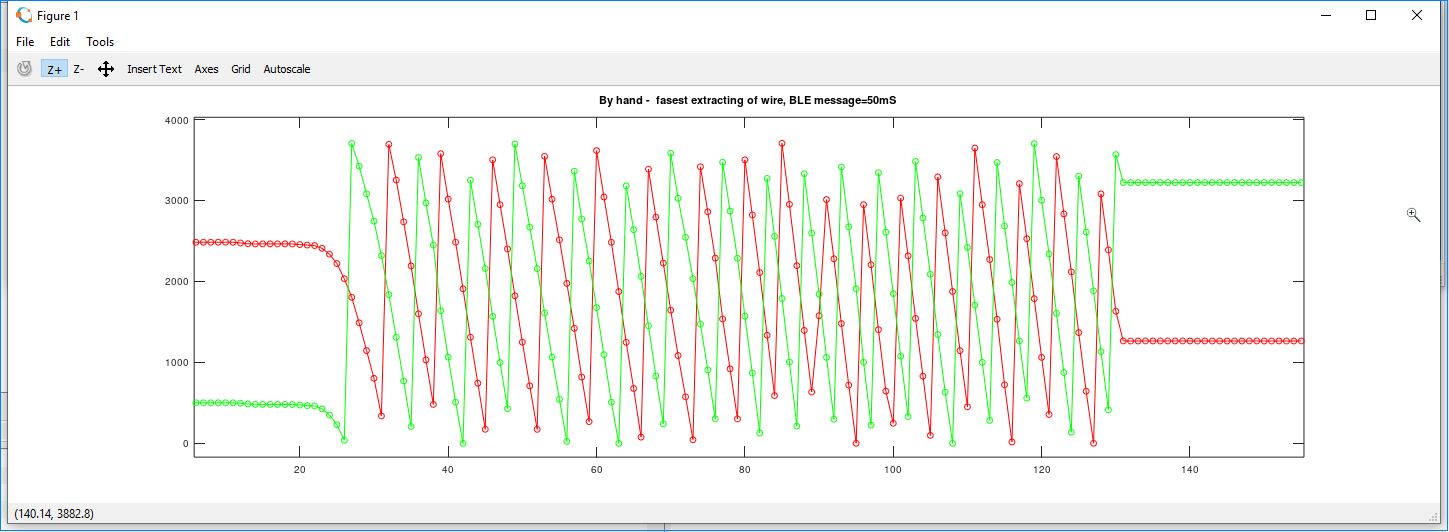 Figure 1
File Edit Tools
Z+ Z- Insert Text Axes Grid Autoscale
By hand - fasest extracting of wire, BLE message=50mS
4000
3000
2000
1000
0
20 40 60 80 100 120 140
(140.14, 3882.8)